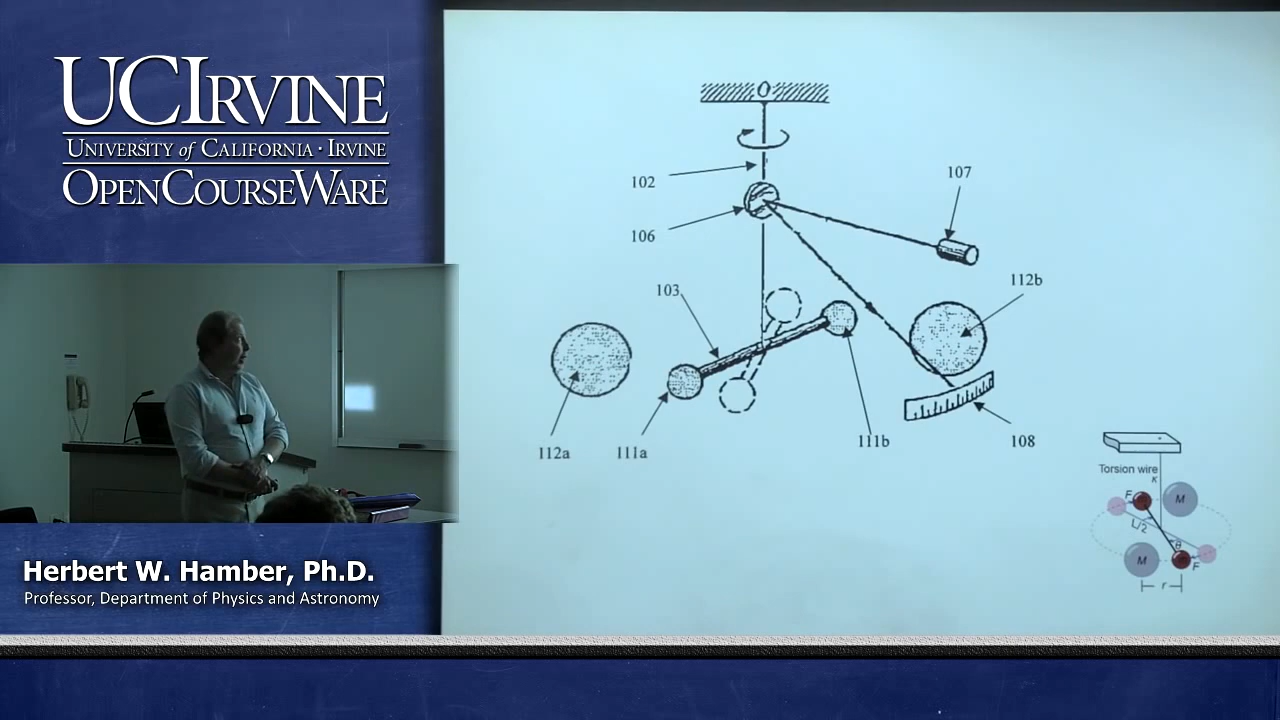 UCIRVINE
UNIVERSITY of CALIFORNIA · IRVINE
OPENCOURSEWARE
O
102
107
106
103
112b
112a
111a
111b
108
Torsion wire
κ
F
M
L/2
θ
M
F
r
Herbert W. Hamber, Ph.D.
Professor, Department of Physics and Astronomy